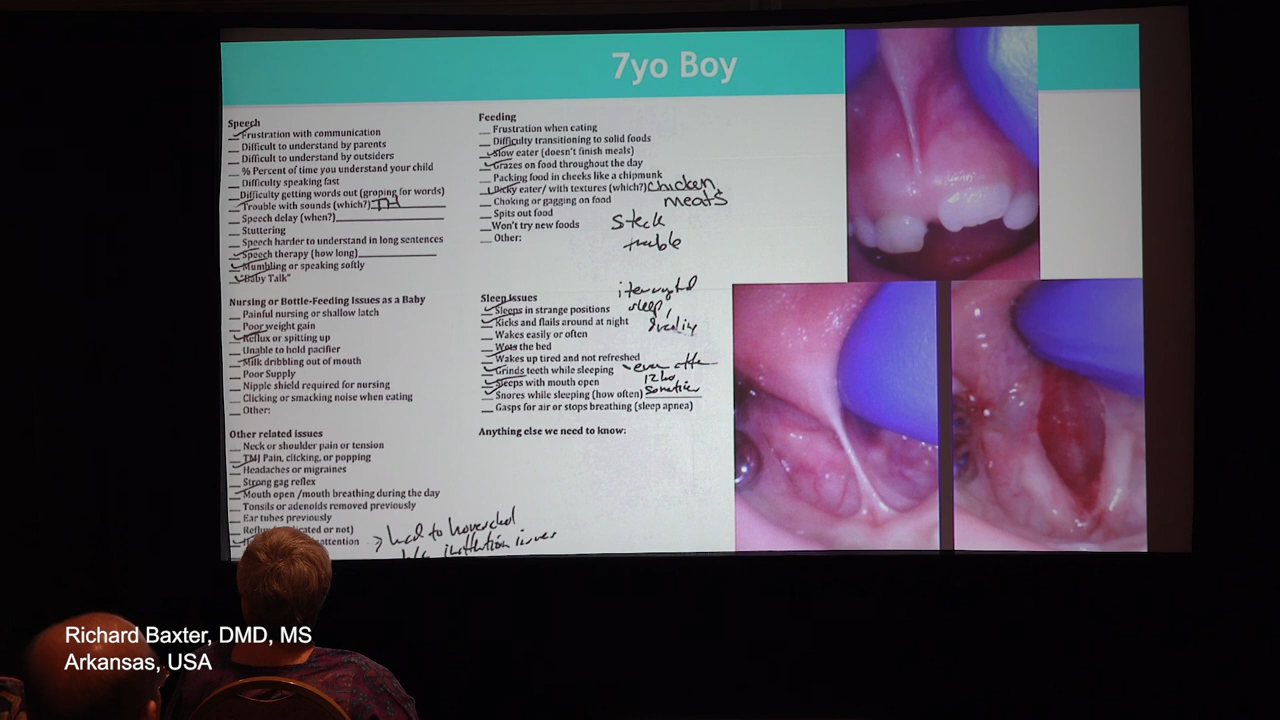 7yo Boy
Speech
Frustration with communication
Difficult to understand by parents
Difficult to understand by outsiders
% Percent of time you understand your child
Difficulty speaking fast
Difficulty getting words out (groping for words)
Trouble with sounds (which?) TH
Speech delay (when?)
Stuttering
Speech harder to understand in long sentences
Speech therapy (how long)
Mumbling or speaking softly
"Baby Talk"
Nursing or Bottle-Feeding Issues as a Baby
Painful nursing or shallow latch
Poor weight gain
Reflux or spitting up
Unable to hold pacifier
Milk dribbling out of mouth
Poor Supply
Nipple shield required for nursing
Clicking or smacking noise when eating
Other:
Other related issues
Neck or shoulder pain or tension
TMJ Pain, clicking, or popping
Headaches or migraines
Strong gag reflex
Mouth open /mouth breathing during the day
Tonsils or adenoids removed previously
Ear tubes previously
or not)
attention
had to
issues
Feeding
Frustration when eating
Difficulty transitioning to solid foods
Slow eater (doesn't finish meals)
Grazes on food throughout the day
Packing food in cheeks like a chipmunk
Picky eater/ with textures (which?) chicken,
meats
Choking or gagging on food
Spits out food
Won't try new foods
Other:
trouble
Sleep Issues
sleep,
Sleeps in strange positions
Kicks and flails around at night
Wakes easily or often
Wets the bed
Wakes up tired and not refreshed
Grinds teeth while sleeping
Sleeps with mouth open
Snores while sleeping (how often)
Gasps for air or stops breathing (sleep apnea)
Anything else we need to know:
Richard Baxter, DMD, MS
Arkansas, USA